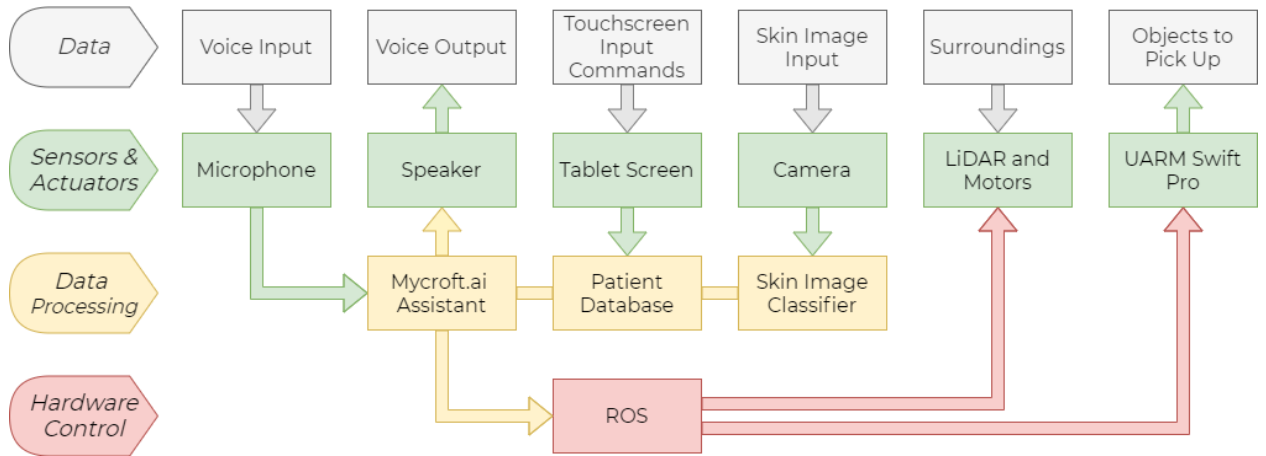 Data
Voice Input
Voice Output
Touchscreen
Input
Commands
Skin Image
Input
Surroundings
Objects to
Pick Up
Sensors &
Actuators
Microphone
Speaker
Tablet Screen
Camera
LiDAR and
Motors
UARM Swift
Pro
Data
Processing
Mycroft.ai
Assistant
Patient
Database
Skin Image
Classifier
Hardware
Control
ROS